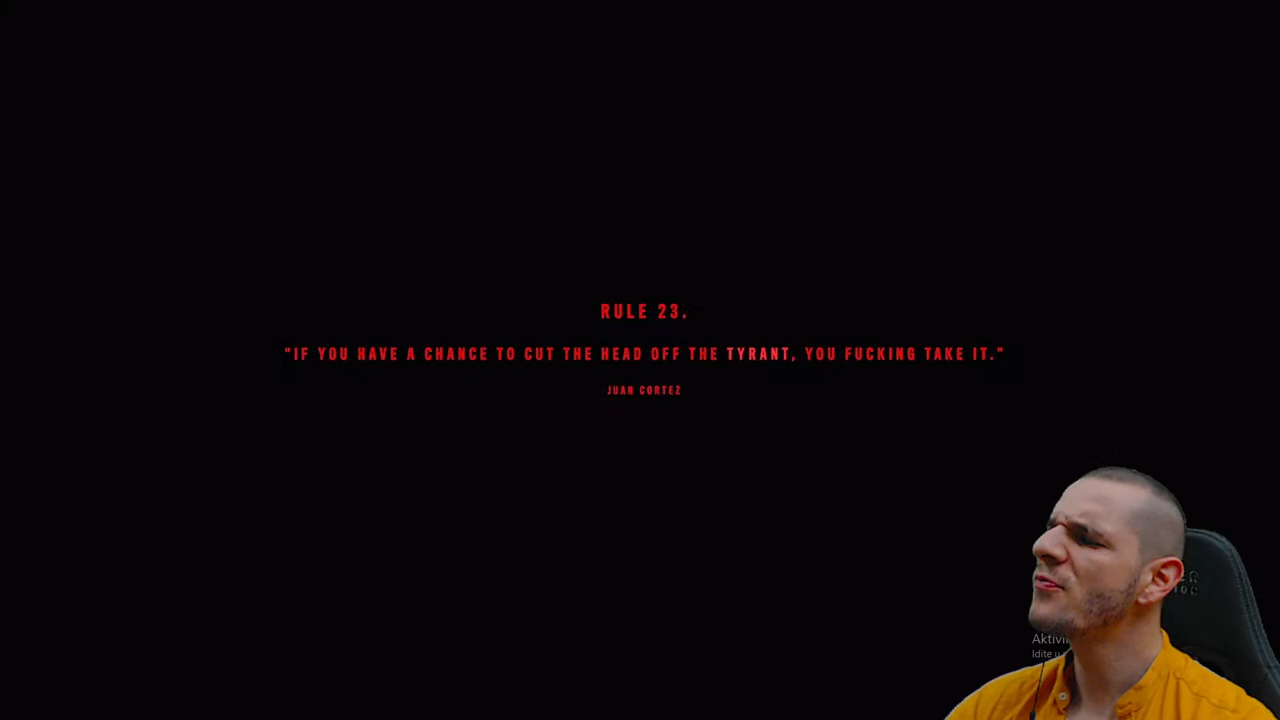 RULE 23.
"IF YOU HAVE A CHANCE TO CUT THE HEAD OFF THE TYRANT, YOU FUCKING TAKE IT."
JUAN CORTEZ
Idite u